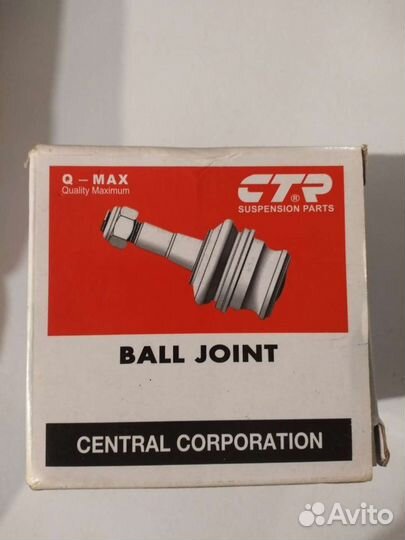 Q – MAX
Quality Maximum
CTR®
SUSPENSION PARTS
BALL JOINT
CENTRAL CORPORATION
Avito